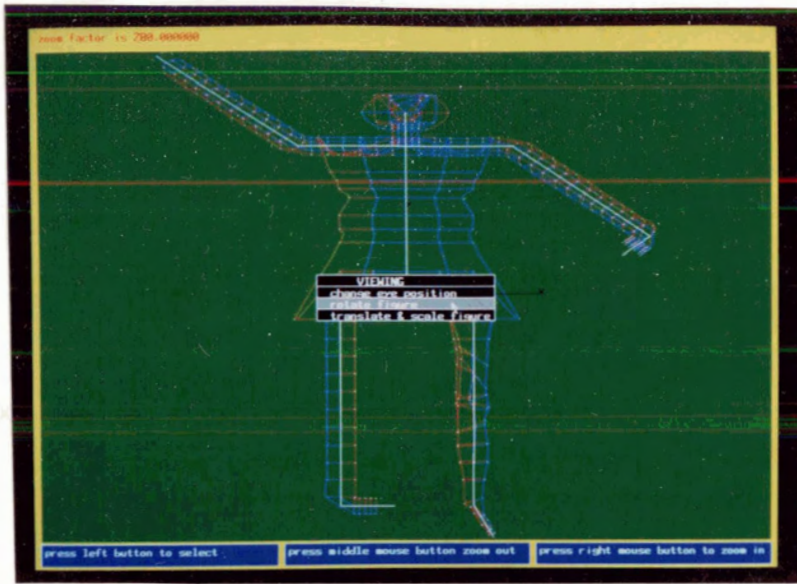 zoom factor is 700.000000
VIEWING
change eye position
rotate figure
translate & scale figure
press left button to select
press middle mouse button zoom out
press right mouse button to zoom in